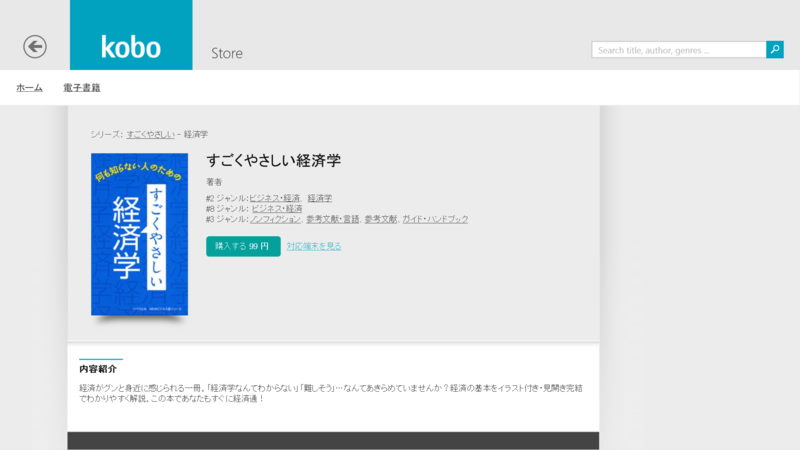 kobo
Store
Search title, author, genres ...
ホーム 電子書籍
シリーズ: すごくやさしい - 経済学
何も知らない人のための
すごくやさしい
経済学
すごくやさしい経済学
著者
#2 ジャンル: ビジネス・経済, 経済学
#8 ジャンル: ビジネス・経済
#3 ジャンル: ノンフィクション, 参考文献・言語, 参考文献, ガイド・ハンドブック
購入する 99 円 対応端末を見る
内容紹介
経済がグンと身近に感じられる一冊。「経済学なんてわからない」「難しそう」…なんてあきらめていませんか？経済の基本をイラスト付き・見開き完結
でわかりやすく解説。この本であなたもすぐに経済通！